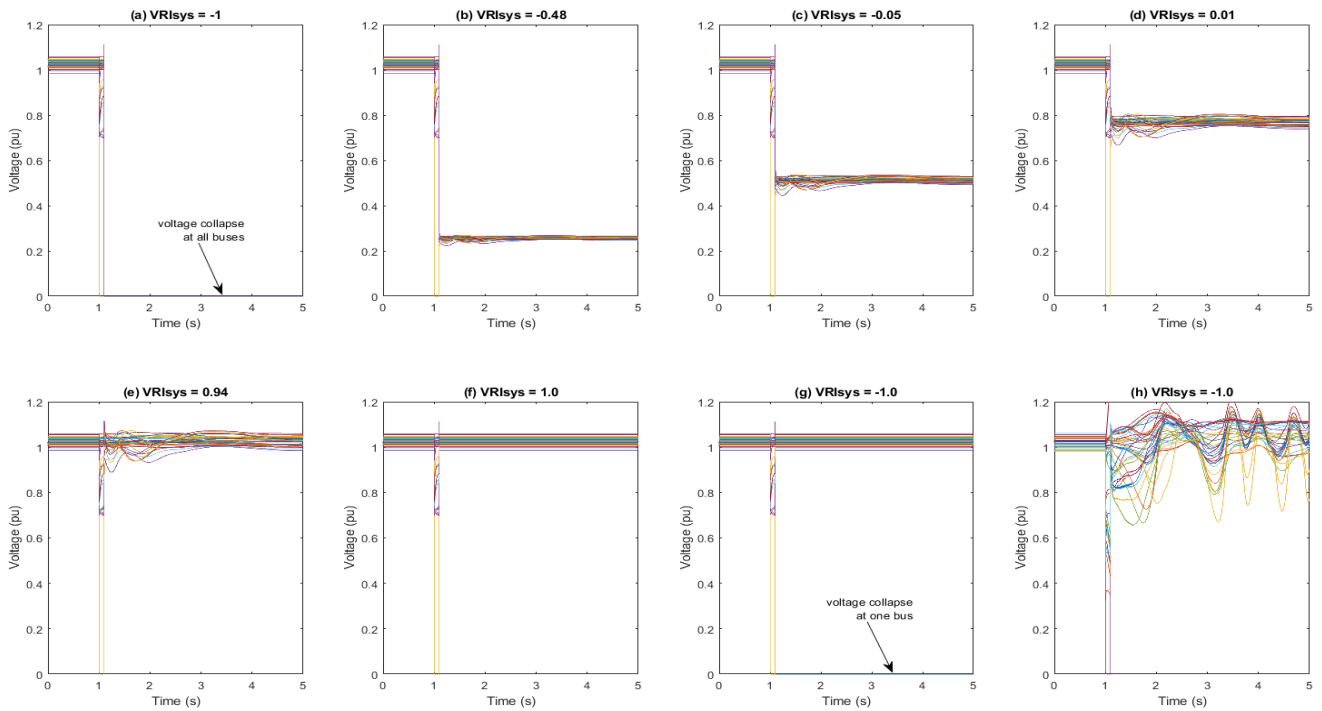 (a) VRIsys = -1
(b) VRIsys = -0.48
(c) VRIsys = -0.05
(d) VRIsys = 0.01
1.2
1
0.8
0.6
0.4
0.2
0
Voltage (pu)
voltage collapse
at all buses
0 1 2 3 4 5
Time (s)
1.2
1
0.8
0.6
0.4
0.2
0
Voltage (pu)
0 1 2 3 4 5
Time (s)
1.2
1
0.8
0.6
0.4
0.2
0
Voltage (pu)
0 1 2 3 4 5
Time (s)
1.2
1
0.8
0.6
0.4
0.2
0
Voltage (pu)
0 1 2 3 4 5
Time (s)
(e) VRIsys = 0.94
(f) VRIsys = 1.0
(g) VRIsys = -1.0
(h) VRIsys = -1.0
1.2
1
0.8
0.6
0.4
0.2
0
Voltage (pu)
0 1 2 3 4 5
Time (s)
1.2
1
0.8
0.6
0.4
0.2
0
Voltage (pu)
0 1 2 3 4 5
Time (s)
1.2
1
0.8
0.6
0.4
0.2
0
Voltage (pu)
voltage collapse
at one bus
0 1 2 3 4 5
Time (s)
1.2
1
0.8
0.6
0.4
0.2
0
Voltage (pu)
0 1 2 3 4 5
Time (s)